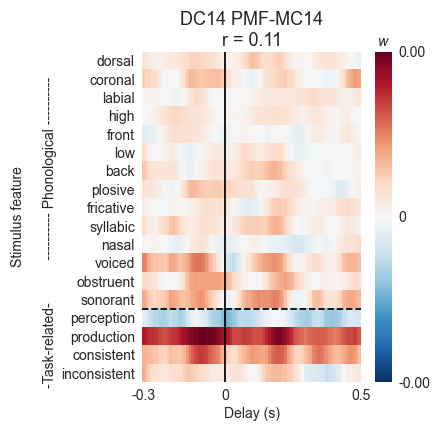 DC14 PMF-MC14
r = 0.11
w
0.00
0
-0.00
Stimulus feature
---------- Phonological ----------
-Task-related-
dorsal
coronal
labial
high
front
low
back
plosive
fricative
syllabic
nasal
voiced
obstruent
sonorant
perception
production
consistent
inconsistent
-0.3
0
0.5
Delay (s)